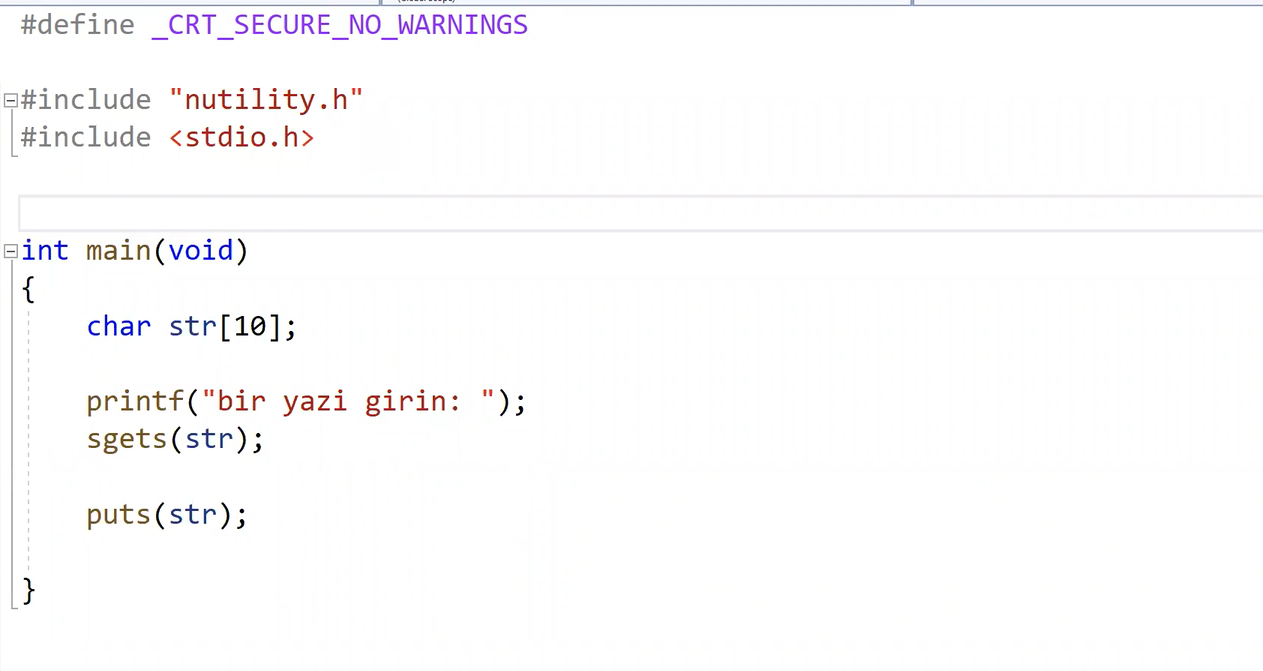 #define _CRT_SECURE_NO_WARNINGS
#include "nutility.h"
#include <stdio.h>
int main(void)
{
    char str[10];
    printf("bir yazi girin: ");
    sgets(str);
    puts(str);
}